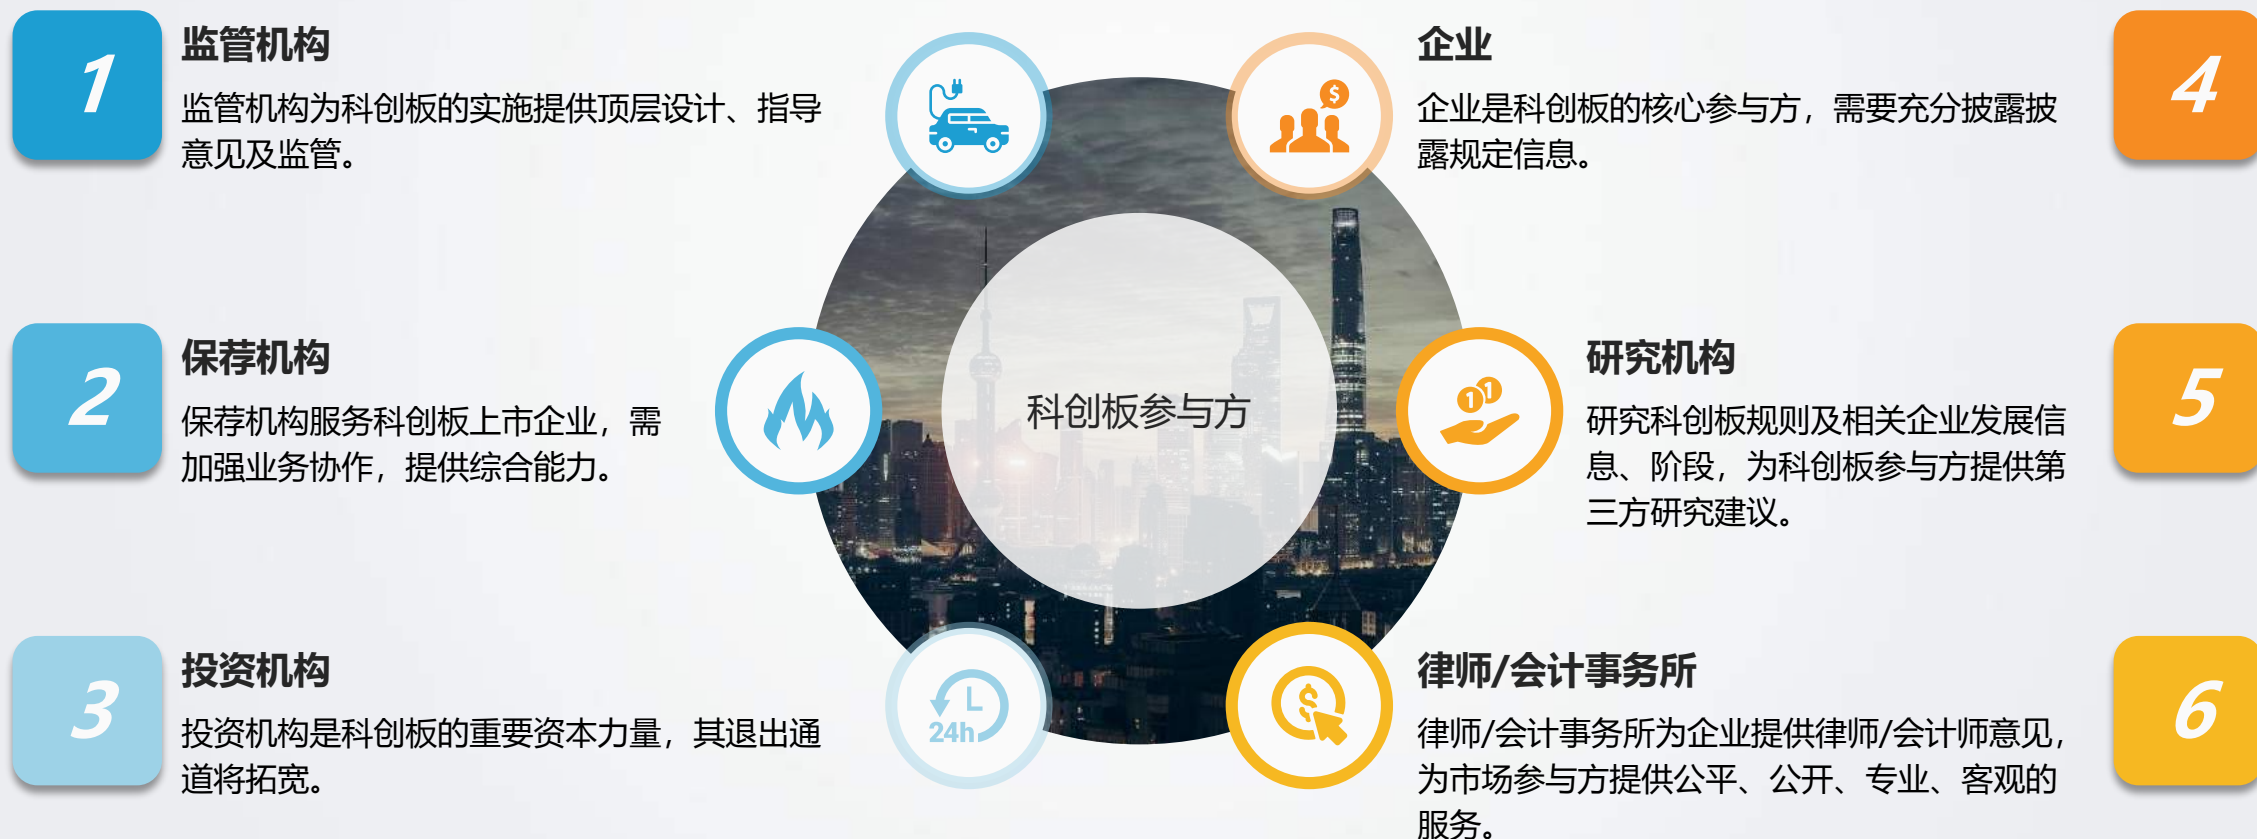 1
监管机构
监管机构为科创板的实施提供顶层设计、指导
意见及监管。
2
保荐机构
保荐机构服务科创板上市企业，需
加强业务协作，提供综合能力。
3
投资机构
投资机构是科创板的重要资本力量，其退出通
道将拓宽。
科创板参与方
24h
企业
企业是科创板的核心参与方，需要充分披露披
露规定信息。
4
研究机构
研究科创板规则及相关企业发展信
息、阶段，为科创板参与方提供第
三方研究建议。
5
律师/会计事务所
律师/会计事务所为企业提供律师/会计师意见，
为市场参与方提供公平、公开、专业、客观的
服务。
6